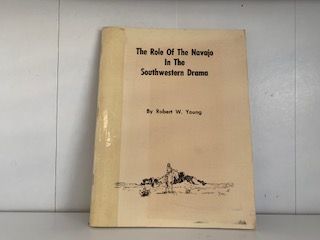 The Role Of The Navajo
In The
Southwestern Drama
By Robert W. Young